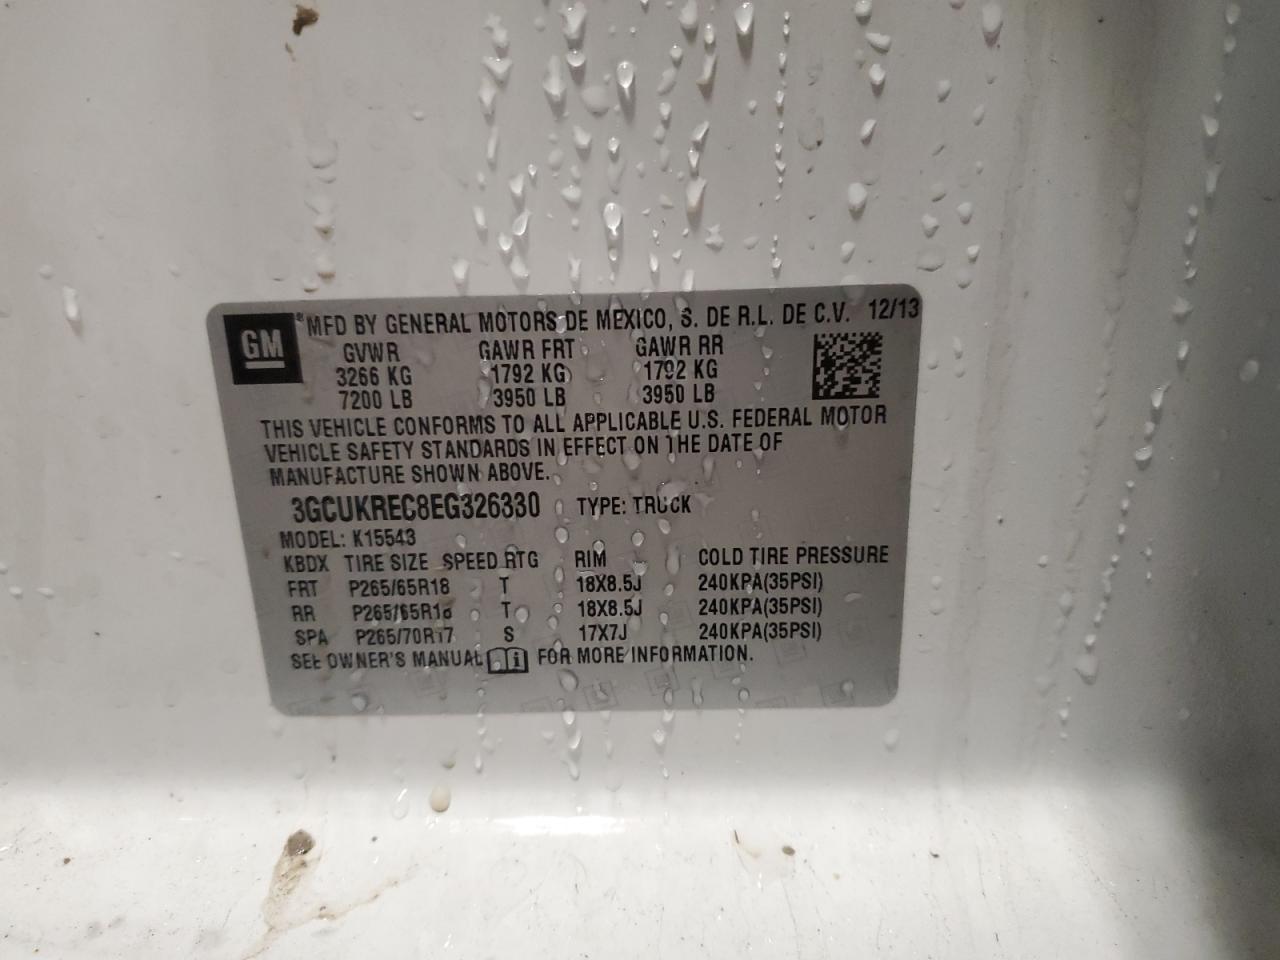 GM ® MFD BY GENERAL MOTORS DE MEXICO, S. DE R.L. DE C.V. 12/13
GVWR GAWR FRT GAWR RR
3266 KG 1792 KG 1792 KG
7200 LB 3950 LB 3950 LB
THIS VEHICLE CONFORMS TO ALL APPLICABLE U.S. FEDERAL MOTOR
VEHICLE SAFETY STANDARDS IN EFFECT ON THE DATE OF
MANUFACTURE SHOWN ABOVE.
3GCUKREC8EG326330 TYPE: TRUCK
MODEL: K15543
KBDX TIRE SIZE SPEED RTG RIM COLD TIRE PRESSURE
FRT P265/65R18 T 18X8.5J 240KPA(35PSI)
RR P265/65R18 T 18X8.5J 240KPA(35PSI)
SPA P265/70R17 S 17X7J 240KPA(35PSI)
SEE OWNER'S MANUAL FOR MORE INFORMATION.